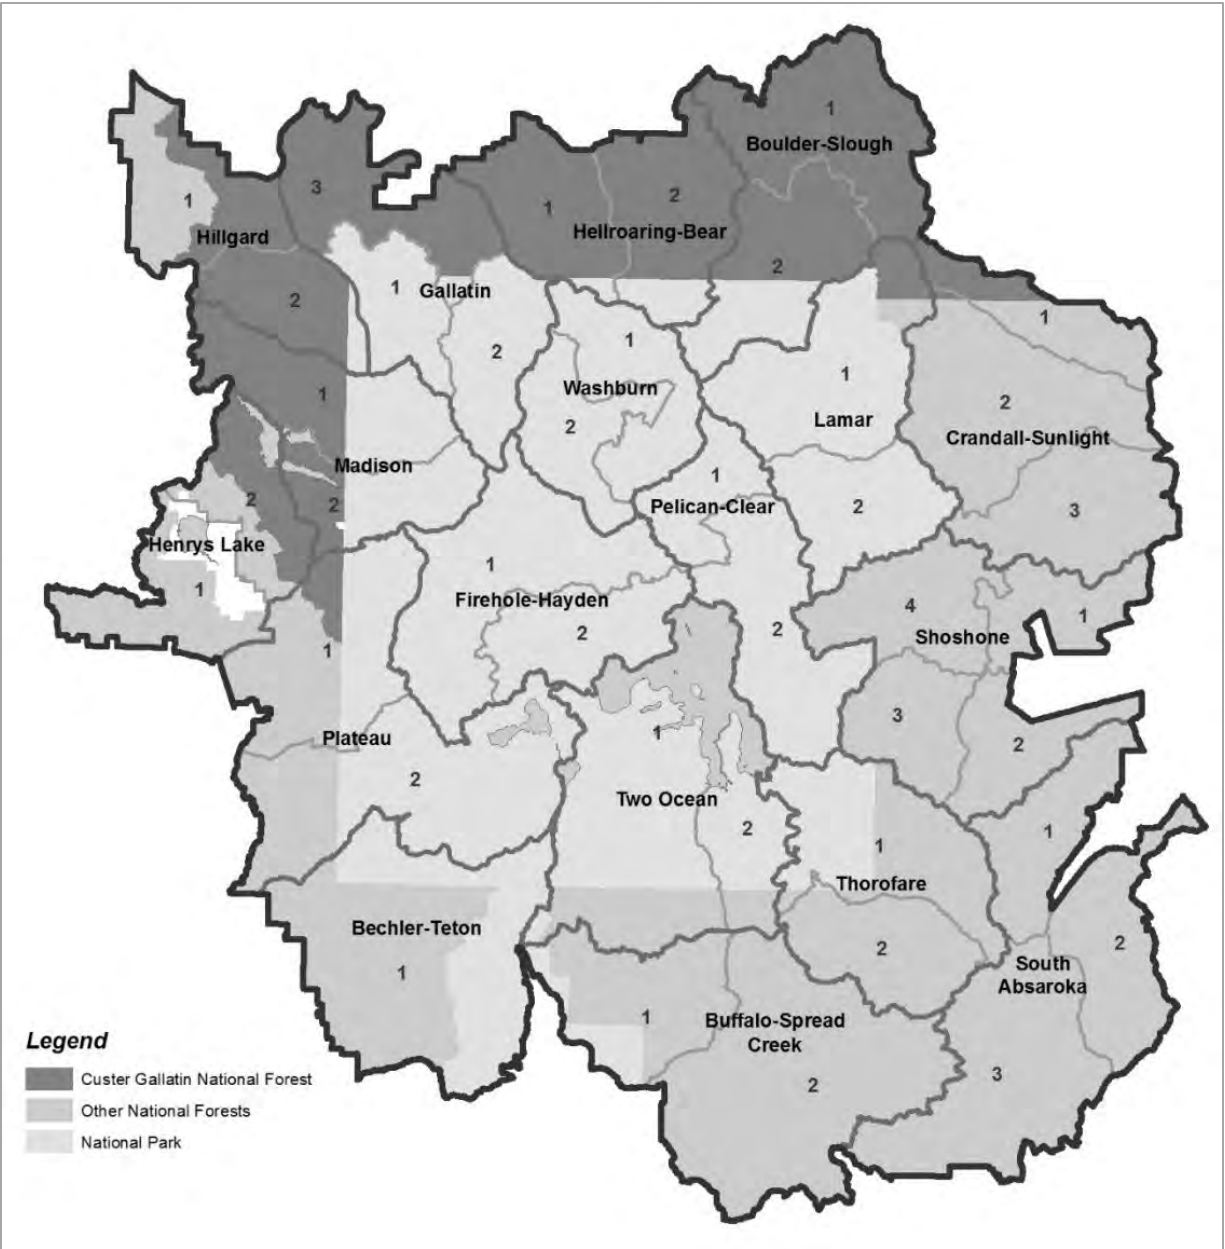 1
Boulder-Slough
3
1
Hillgard
1
2
Hellroaring-Bear
2
2
1
Gallatin
1
2
1
Washburn
2
1
Lamar
2
Crandall-Sunlight
1
Madison
1
Pelican-Clear
2
2
2
3
Henrys Lake
1
1
Firehole-Hayden
2
2
4
Shoshone
1
1
Plateau
2
1
Two Ocean
2
3
2
1
Thorofare
2
1
Bechler-Teton
1
2
South
Absaroka
3
1
Buffalo-Spread
Creek
2
Legend
Custer Gallatin National Forest
Other National Forests
National Park